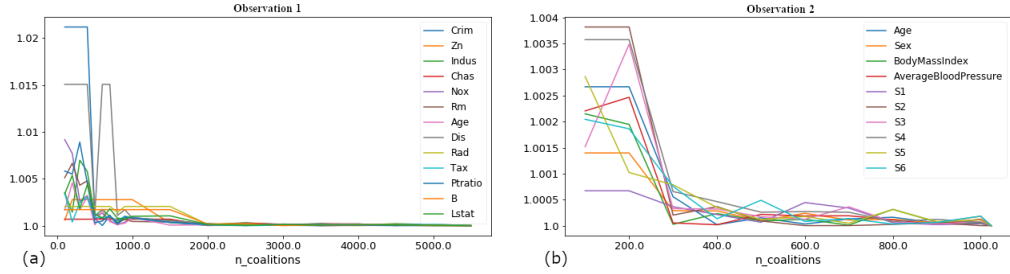 Observation 1
1.02
1.015
1.01
1.005
1.0
0.0
1000.0
2000.0
3000.0
4000.0
5000.0
n_coalitions
Crim
Zn
Indus
Chas
Nox
Rm
Age
Dis
Rad
Tax
Ptratio
B
Lstat
(a)
Observation 2
1.004
1.0035
1.003
1.0025
1.002
1.0015
1.001
1.0005
1.0
200.0
400.0
600.0
800.0
1000.0
n_coalitions
Age
Sex
BodyMassIndex
AverageBloodPressure
S1
S2
S3
S4
S5
S6
(b)